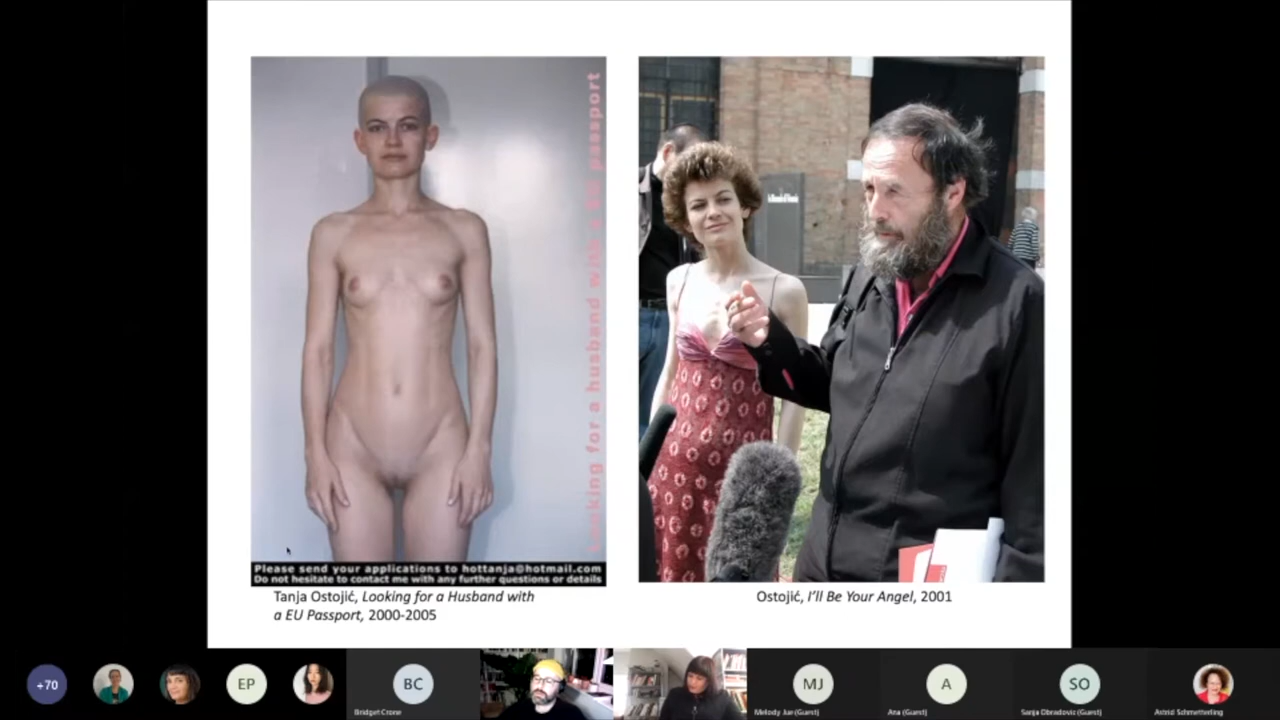 Looking for a husband with a EU passport
Please send your applications to hottanja@hotmail.com
Do not hesitate to contact me with any further questions or details
Tanja Ostojić, Looking for a Husband with
a EU Passport, 2000-2005
Ostojić, I'll Be Your Angel, 2001
+70
EP
BC
Bridget Crone
MJ
Melody Jue (Guest)
A
Ana (Guest)
SO
Sanja Obradovic (Guest)
Astrid Schmetterling